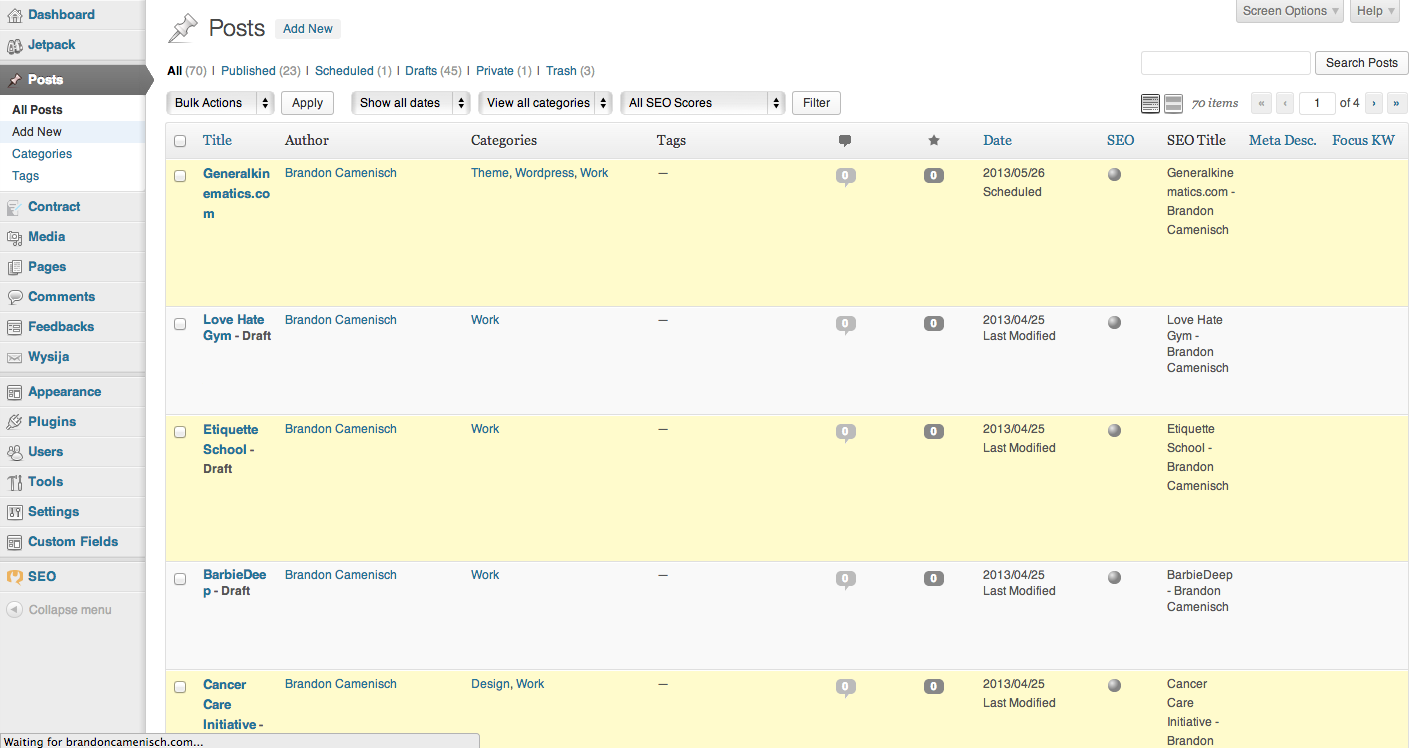 Dashboard
Jetpack
Posts
All Posts
Add New
Categories
Tags
Contract
Media
Pages
Comments
Feedbacks
Wysija
Appearance
Plugins
Users
Tools
Settings
Custom Fields
SEO
Collapse menu
Screen Options Help
Posts Add New
All (70) | Published (23) | Scheduled (1) | Drafts (45) | Private (1) | Trash (3)
Search Posts
Bulk Actions Apply Show all dates View all categories All SEO Scores Filter 70 items « ‹ 1 of 4 › »
Title Author Categories Tags Date SEO SEO Title Meta Desc. Focus KW
Generalkin Brandon Camenisch Theme, Wordpress, Work — 0 0 2013/05/26 Generalkine
ematics.co Scheduled matics.com -
m Brandon
Camenisch
Love Hate Brandon Camenisch Work — 0 0 2013/04/25 Love Hate
Gym - Draft Last Modified Gym -
Brandon
Camenisch
Etiquette Brandon Camenisch Work — 0 0 2013/04/25 Etiquette
School - Last Modified School -
Draft Brandon
Camenisch
BarbieDee Brandon Camenisch Work — 0 0 2013/04/25 BarbieDeep
p - Draft Last Modified - Brandon
Camenisch
Cancer Brandon Camenisch Design, Work — 0 0 2013/04/25 Cancer
Care Last Modified Care
Initiative - Initiative -
Brandon
Waiting for brandoncamenisch.com...